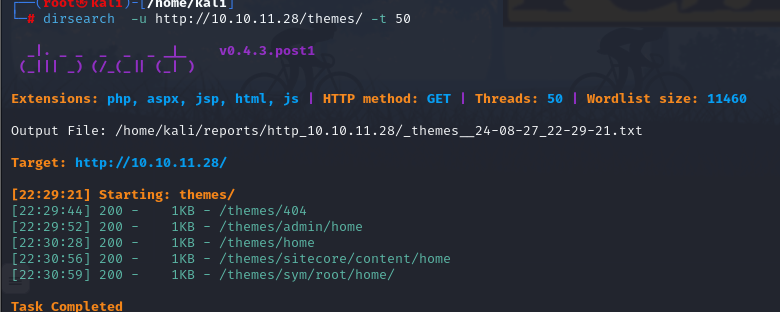 ┌──(root㉿kali)-[/home/kali]
└─# dirsearch  -u http://10.10.11.28/themes/ -t 50
_|. _ _  _  _  _ _|_    v0.4.3.post1
(_||| _) (/_(_|| (_| )
Extensions: php, aspx, jsp, html, js | HTTP method: GET | Threads: 50 | Wordlist size: 11460
Output File: /home/kali/reports/http_10.10.11.28/_themes__24-08-27_22-29-21.txt
Target: http://10.10.11.28/
[22:29:21] Starting: themes/
[22:29:44] 200 -    1KB - /themes/404
[22:29:52] 200 -    1KB - /themes/admin/home
[22:30:28] 200 -    1KB - /themes/home
[22:30:56] 200 -    1KB - /themes/sitecore/content/home
[22:30:59] 200 -    1KB - /themes/sym/root/home/
Task Completed